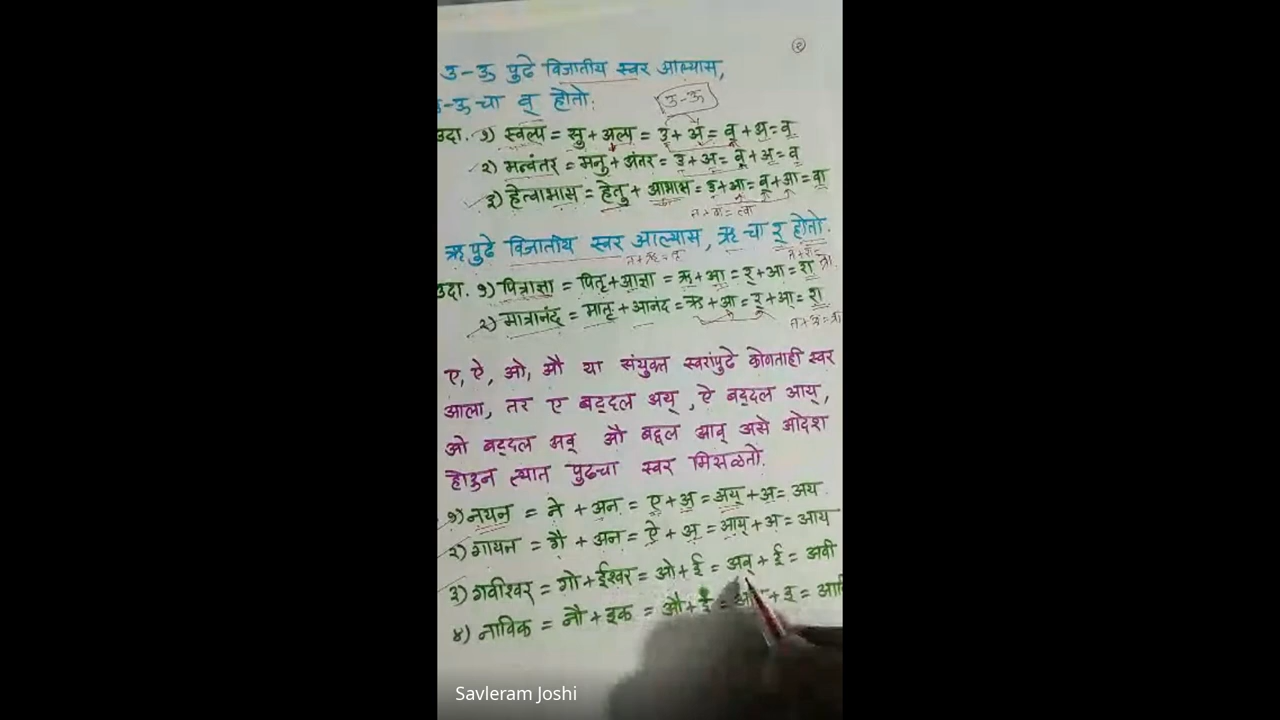 २
उ-ऊ पुढे विजातीय स्वर आल्यास,
उ-ऊ चा व् होतो.
उ-ऊ
उदा. १) स्वल्प = सु + अल्प = उ + अ = व् + अ = व
२) मन्वंतर = मनु + अंतर = उ + अ = व् + अ = व
३) हेत्वाभास = हेतु + आभास = उ + आ = व् + आ = वा
त + वा = त्वा
ऋ पुढे विजातीय स्वर आल्यास, ऋ चा र् होतो.
उदा. १) पित्राज्ञा = पितृ + आज्ञा = ऋ + आ = र् + आ = रा
२) मात्रानंद = मातृ + आनंद = ऋ + आ = र् + आ = रा
ए, ऐ, ओ, औ या संयुक्त स्वरांपुढे कोणताही स्वर
आला, तर ए बद्दल अय्, ऐ बद्दल आय्,
ओ बद्दल अव् औ बद्दल आव् असे आदेश
होउन त्यात पुढचा स्वर मिसळतो.
१) नयन = ने + अन = ए + अ = अय् + अ = अय
२) गायन = गै + अन = ऐ + अ = आय् + अ = आय
३) गवीश्वर = गो + ईश्वर = ओ + ई = अव् + ई = अवी
४) नाविक = नौ + इक = औ + इ = + इ =
Savleram Joshi